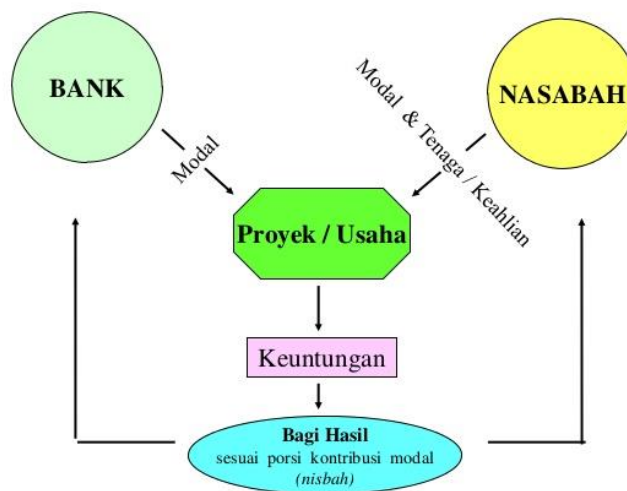 BANK
NASABAH
Modal
Modal & Tenaga / Keahlian
Proyek / Usaha
Keuntungan
Bagi Hasil
sesuai porsi kontribusi modal
(nisbah)